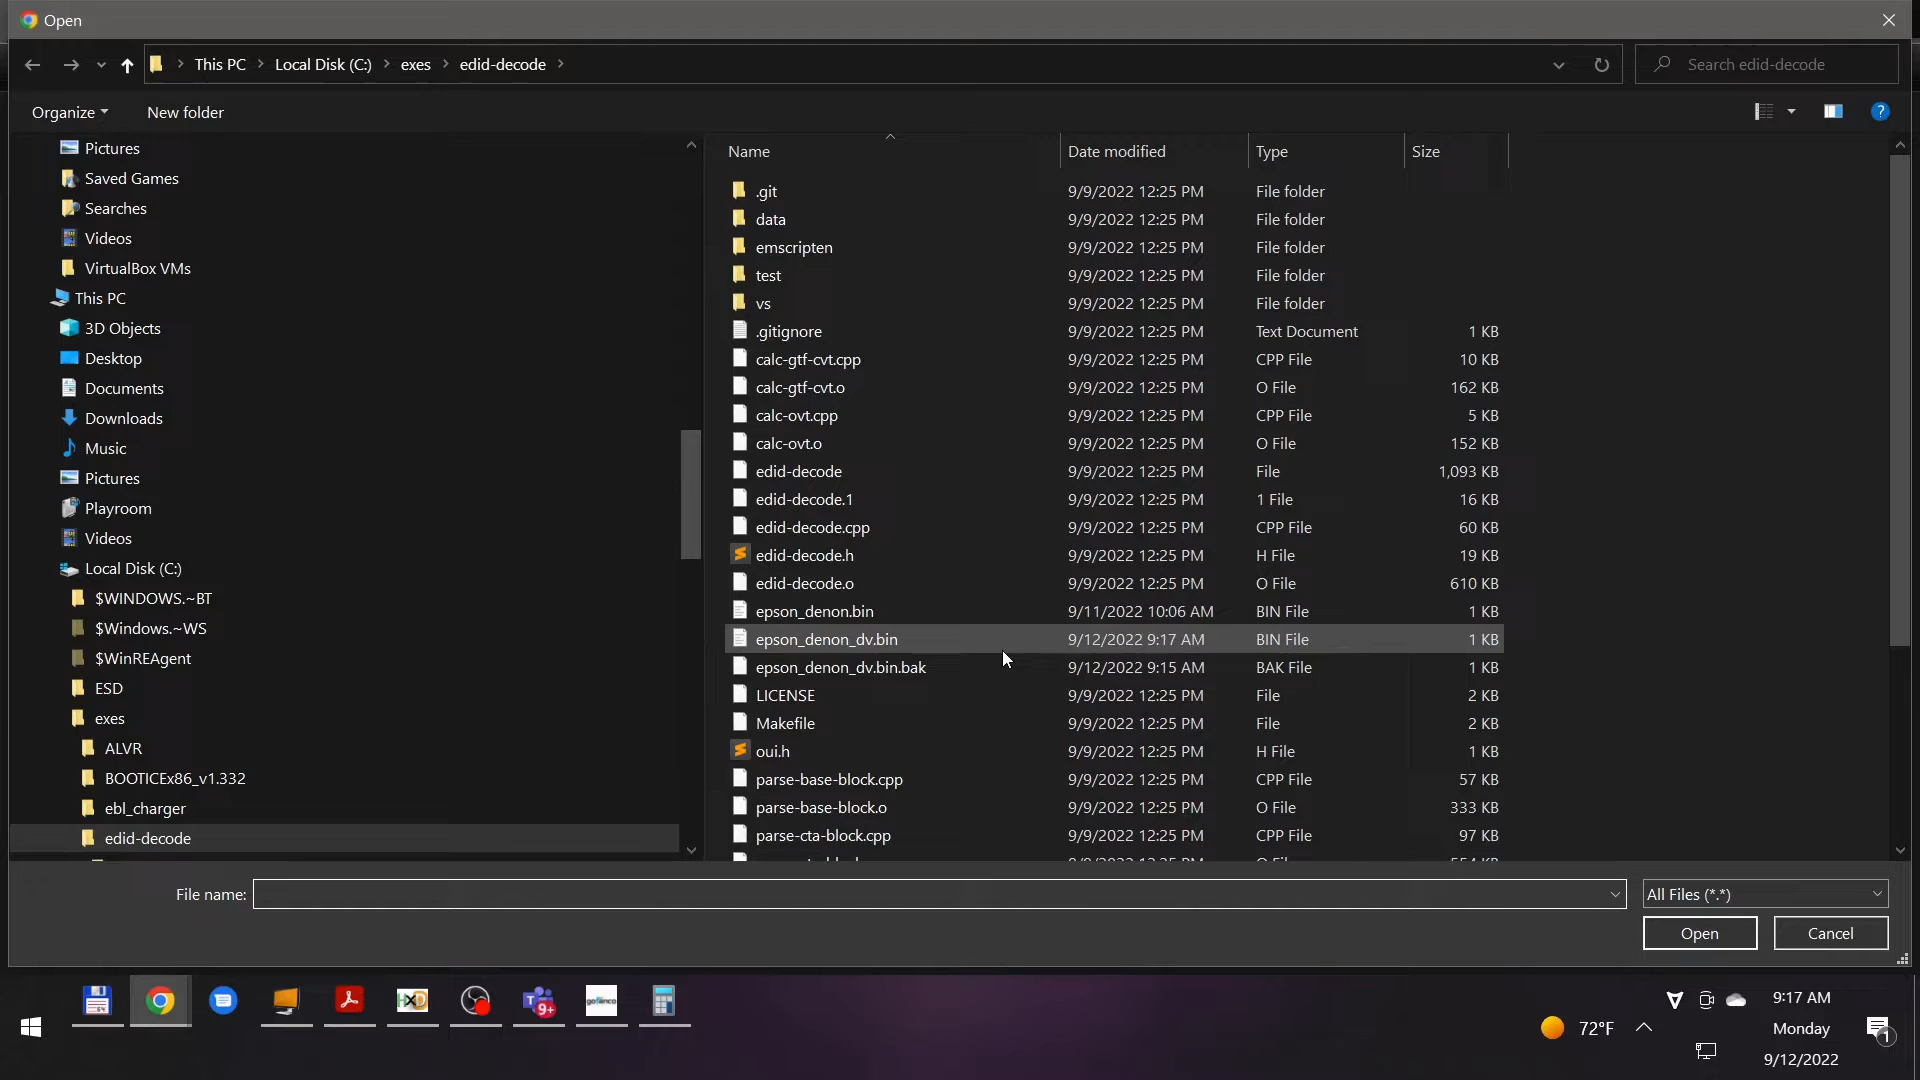 Open
This PC
Local Disk (C:)
exes
edid-decode
Search edid-decode
Organize
New folder
?
Pictures
Saved Games
Searches
Videos
VirtualBox VMs
This PC
3D Objects
Desktop
Documents
Downloads
Music
Pictures
Playroom
Videos
Local Disk (C:)
$WINDOWS.~BT
$Windows.~WS
$WinREAgent
ESD
exes
ALVR
BOOTICEx86_v1.332
ebl_charger
edid-decode
Name Date modified Type Size
.git 9/9/2022 12:25 PM File folder
data 9/9/2022 12:25 PM File folder
emscripten 9/9/2022 12:25 PM File folder
test 9/9/2022 12:25 PM File folder
vs 9/9/2022 12:25 PM File folder
.gitignore 9/9/2022 12:25 PM Text Document 1 KB
calc-gtf-cvt.cpp 9/9/2022 12:25 PM CPP File 10 KB
calc-gtf-cvt.o 9/9/2022 12:25 PM O File 162 KB
calc-ovt.cpp 9/9/2022 12:25 PM CPP File 5 KB
calc-ovt.o 9/9/2022 12:25 PM O File 152 KB
edid-decode 9/9/2022 12:25 PM File 1,093 KB
edid-decode.1 9/9/2022 12:25 PM 1 File 16 KB
edid-decode.cpp 9/9/2022 12:25 PM CPP File 60 KB
edid-decode.h 9/9/2022 12:25 PM H File 19 KB
edid-decode.o 9/9/2022 12:25 PM O File 610 KB
epson_denon.bin 9/11/2022 10:06 AM BIN File 1 KB
epson_denon_dv.bin 9/12/2022 9:17 AM BIN File 1 KB
epson_denon_dv.bin.bak 9/12/2022 9:15 AM BAK File 1 KB
LICENSE 9/9/2022 12:25 PM File 2 KB
Makefile 9/9/2022 12:25 PM File 2 KB
oui.h 9/9/2022 12:25 PM H File 1 KB
parse-base-block.cpp 9/9/2022 12:25 PM CPP File 57 KB
parse-base-block.o 9/9/2022 12:25 PM O File 333 KB
parse-cta-block.cpp 9/9/2022 12:25 PM CPP File 97 KB
File name:
All Files (*.*)
Open
Cancel
HXD
9+
gofanco
72°F
9:17 AM
Monday
9/12/2022
1